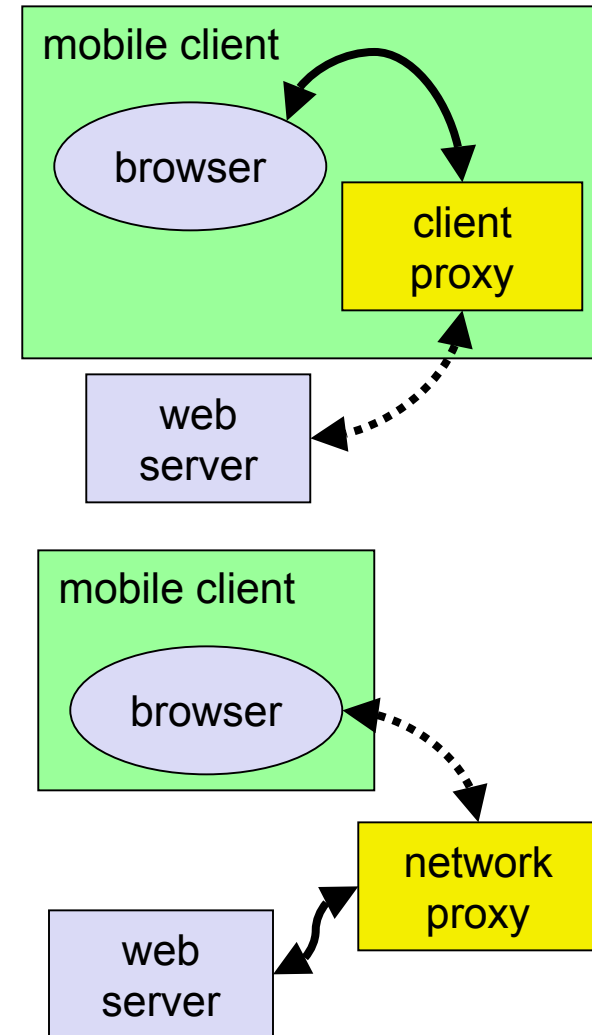 mobile client
browser
client
proxy
web
server
mobile client
browser
network
proxy
web
server